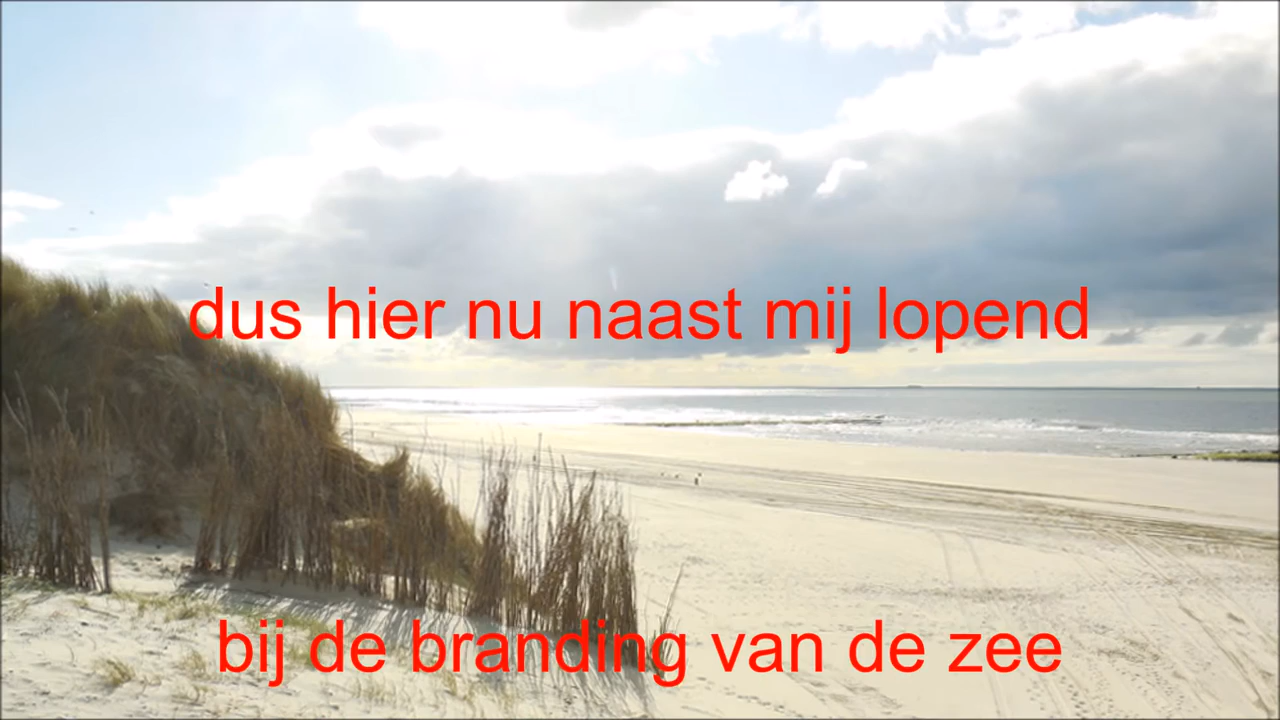 dus hier nu naast mij lopend
bij de branding van de zee